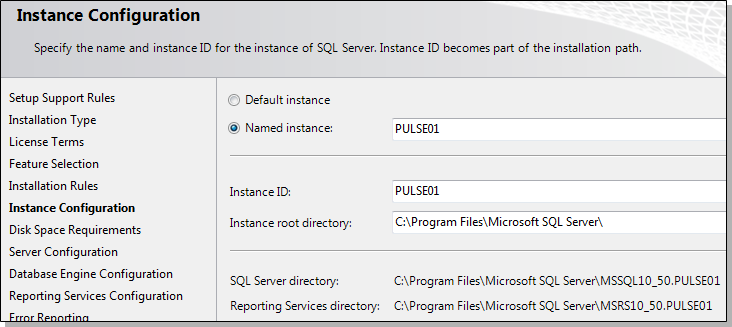 Instance Configuration
Specify the name and instance ID for the instance of SQL Server. Instance ID becomes part of the installation path.
Setup Support Rules
Installation Type
License Terms
Feature Selection
Installation Rules
Instance Configuration
Disk Space Requirements
Server Configuration
Database Engine Configuration
Reporting Services Configuration
Error Reporting
Default instance
Named instance: PULSE01
Instance ID: PULSE01
Instance root directory: C:\Program Files\Microsoft SQL Server\
SQL Server directory: C:\Program Files\Microsoft SQL Server\MSSQL10_50.PULSE01
Reporting Services directory: C:\Program Files\Microsoft SQL Server\MSRS10_50.PULSE01